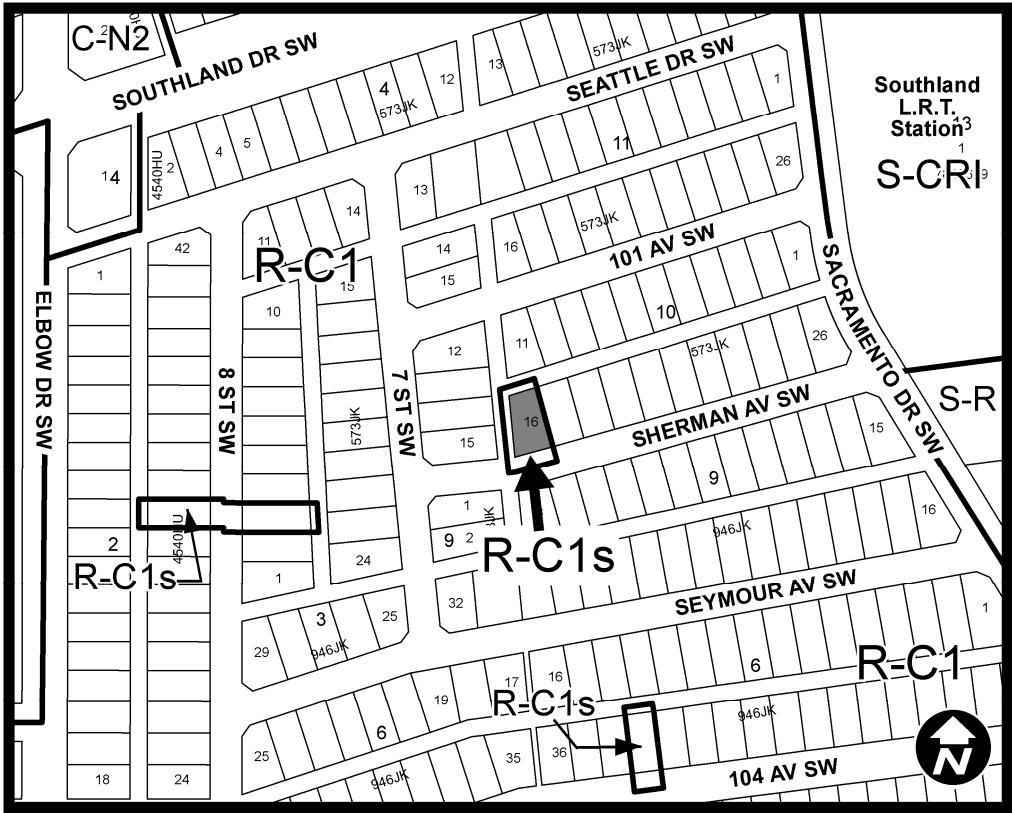 C-N2
SOUTHLAND DR SW
4
573JK
12
13
573JK
SEATTLE DR SW
1
Southland
L.R.T.
Station
13
1
S-CRI
4
1
4540HU
2
4
5
11
13
26
42
11
14
R-C1
16
573JK
101 AV SW
14
15
1
1
10
15
ELBOW DR SW
8 ST SW
7 ST SW
573JK
12
15
11
10
573JK
26
SACRAMENTO DR SW
S-R
16
SHERMAN AV SW
15
9
1
9
2
JK
R-C1s
946JK
16
2
4540HU
R-C1s
1
24
32
SEYMOUR AV SW
1
3
25
29
946JK
6
R-C1
17
16
19
R-C1s
946JK
25
6
36
35
946JK
104 AV SW
18
24
N